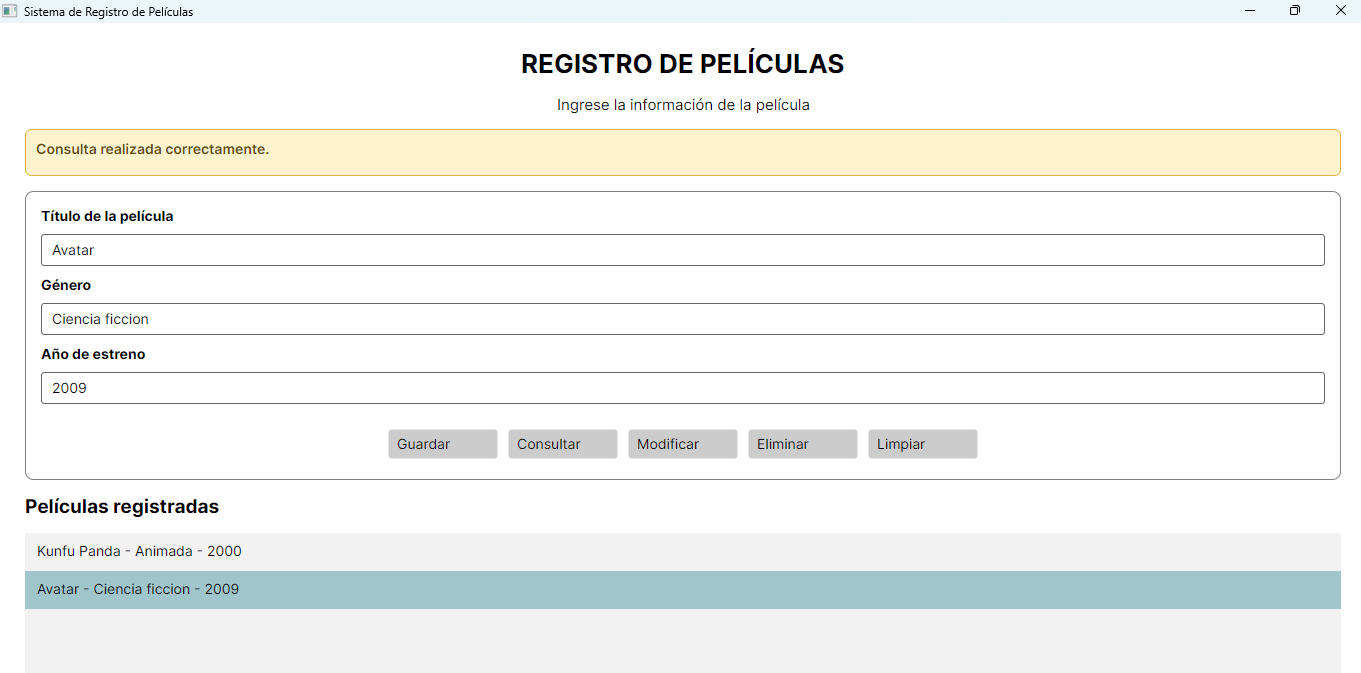 Sistema de Registro de Películas
REGISTRO DE PELÍCULAS
Ingrese la información de la película
Consulta realizada correctamente.
Título de la película
Avatar
Género
Ciencia ficcion
Año de estreno
2009
Guardar Consultar Modificar Eliminar Limpiar
Películas registradas
Kunfu Panda - Animada - 2000
Avatar - Ciencia ficcion - 2009